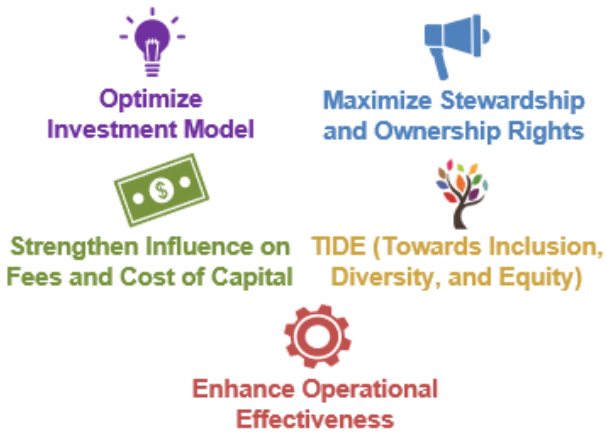 Optimize
Investment Model
Maximize Stewardship
and Ownership Rights
$
Strengthen Influence on
Fees and Cost of Capital
TIDE (Towards Inclusion,
Diversity, and Equity)
Enhance Operational
Effectiveness